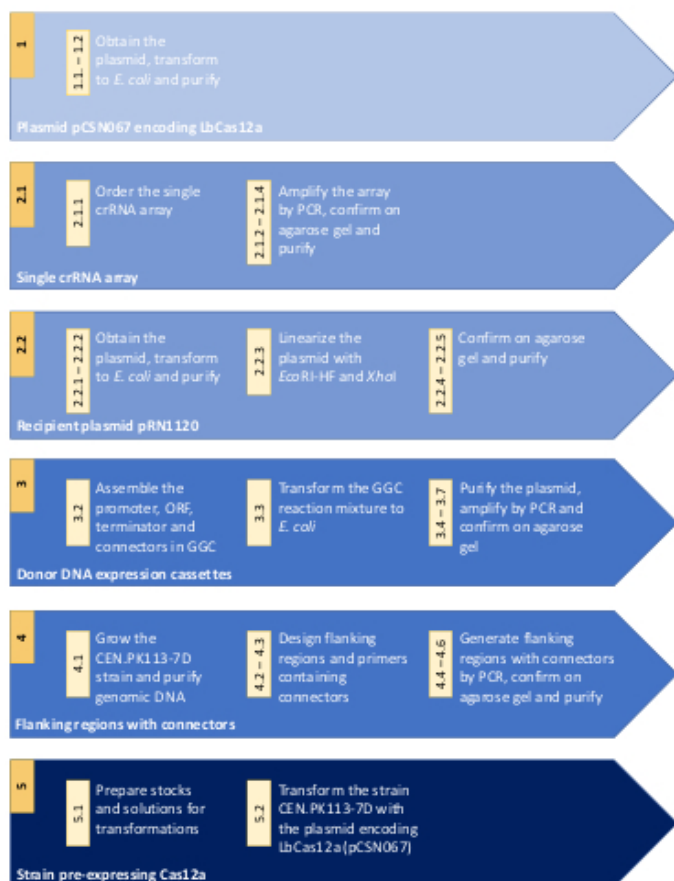 1
1.1. – 1.2
Obtain the
plasmid, transform
to E. coli and purify
Plasmid pCSN067 encoding LbCas12a
2.1
2.1.1
Order the single
crRNA array
2.1.2 – 2.1.4
Amplify the array
by PCR, confirm on
agarose gel and
purify
Single crRNA array
2.2
2.2.1 – 2.2.2
Obtain the
plasmid, transform
to E. coli and purify
2.2.3
Linearize the
plasmid with
EcoRI-HF and XhoI
2.2.4 – 2.2.5
Confirm on agarose
gel and purify
Recipient plasmid pRN1120
3
3.2
Assemble the
promoter, ORF,
terminator and
connectors in GGC
3.3
Transform the GGC
reaction mixture to
E. coli
3.4 – 3.7
Purify the plasmid,
amplify by PCR and
confirm on agarose
gel
Donor DNA expression cassettes
4
4.1
Grow the
CEN.PK113-7D
strain and purify
genomic DNA
4.2 – 4.3
Design flanking
regions and primers
containing
connectors
4.4 – 4.6
Generate flanking
regions with connectors
by PCR, confirm on
agarose gel and purify
Flanking regions with connectors
5
5.1
Prepare stocks
and solutions for
transformations
5.2
Transform the strain
CEN.PK113-7D with
the plasmid encoding
LbCas12a (pCSN067)
Strain pre-expressing Cas12a